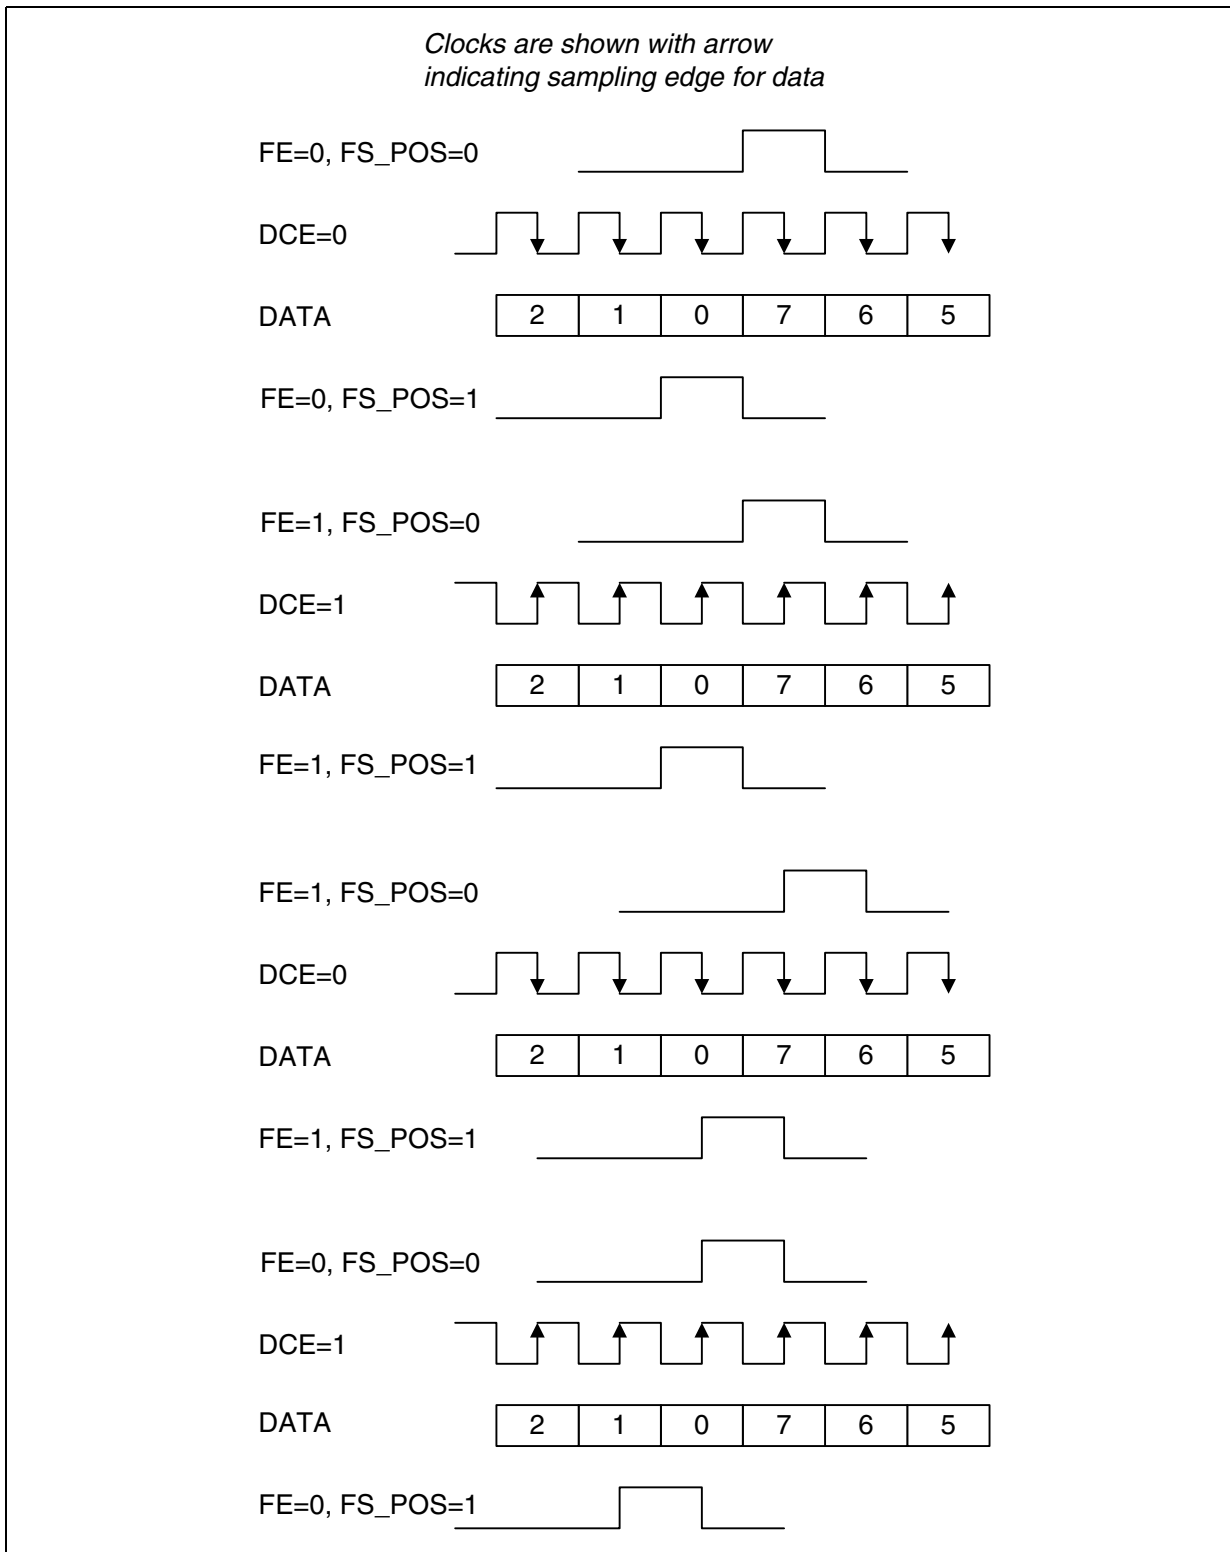 Clocks are shown with arrow
indicating sampling edge for data
FE=0, FS_POS=0
DCE=0
DATA 2 1 0 7 6 5
FE=0, FS_POS=1
FE=1, FS_POS=0
DCE=1
DATA 2 1 0 7 6 5
FE=1, FS_POS=1
FE=1, FS_POS=0
DCE=0
DATA 2 1 0 7 6 5
FE=1, FS_POS=1
FE=0, FS_POS=0
DCE=1
DATA 2 1 0 7 6 5
FE=0, FS_POS=1